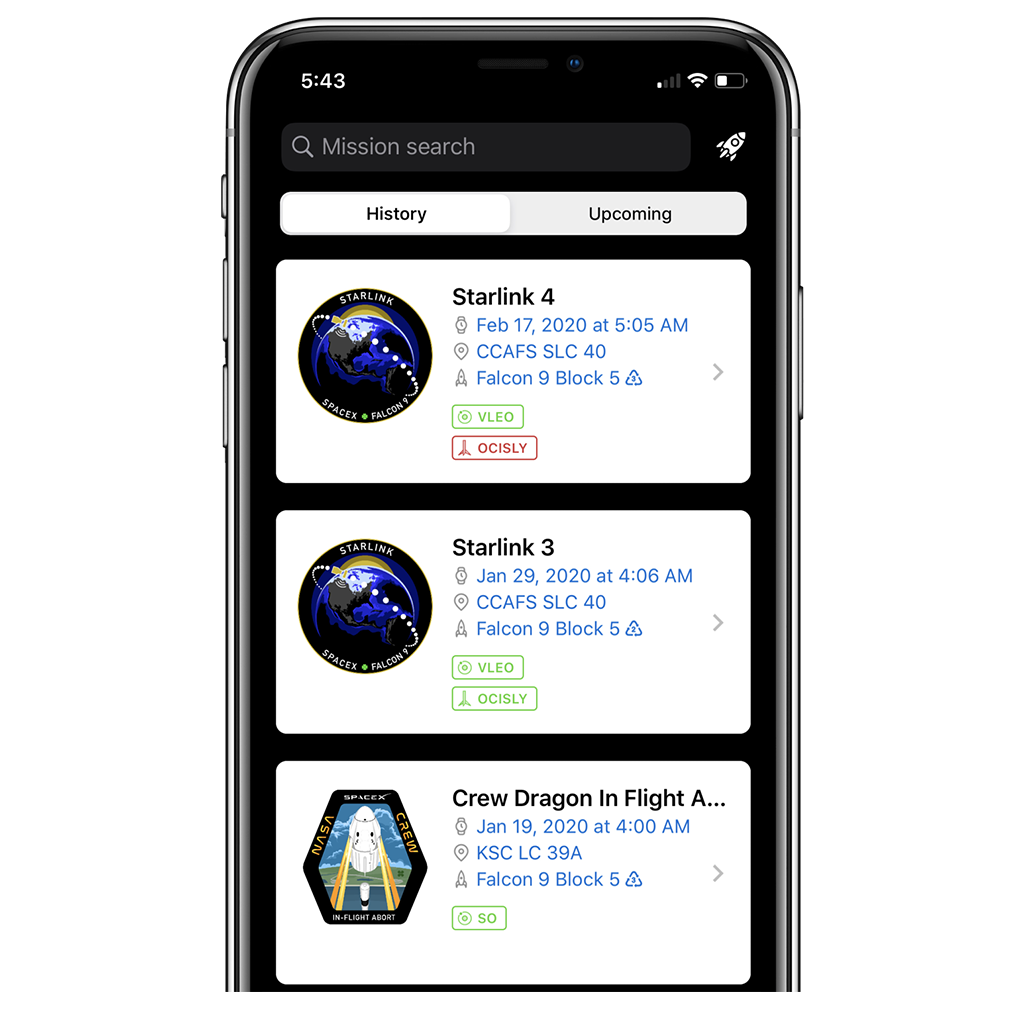 5:43
Mission search
History
Upcoming
STARLINK
SPACEX FALCON 9
Starlink 4
Feb 17, 2020 at 5:05 AM
CCAFS SLC 40
Falcon 9 Block 5 3
VLEO
OCISLY
STARLINK
SPACEX FALCON 9
Starlink 3
Jan 29, 2020 at 4:06 AM
CCAFS SLC 40
Falcon 9 Block 5 2
VLEO
OCISLY
SPACEX
NASA
CREW
IN-FLIGHT ABORT
Crew Dragon In Flight A...
Jan 19, 2020 at 4:00 AM
KSC LC 39A
Falcon 9 Block 5 3
SO